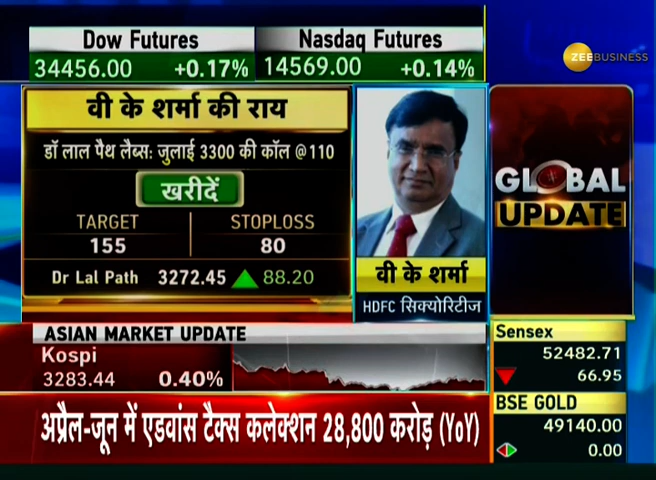 Dow Futures
34456.00 +0.17%
Nasdaq Futures
14569.00 +0.14%
ZEEBUSINESS
वी के शर्मा की राय
डॉ लाल पैथ लैब्स: जुलाई 3300 की कॉल @110
खरीदें
TARGET STOPLOSS
155 80
Dr Lal Path 3272.45 88.20
वी के शर्मा
HDFC सिक्योरिटीज
GLOBAL
UPDATE
ASIAN MARKET UPDATE
Kospi
3283.44 0.40%
Sensex
52482.71
66.95
BSE GOLD
49140.00
0.00
अप्रैल-जून में एडवांस टैक्स कलेक्शन 28,800 करोड़ (YoY)